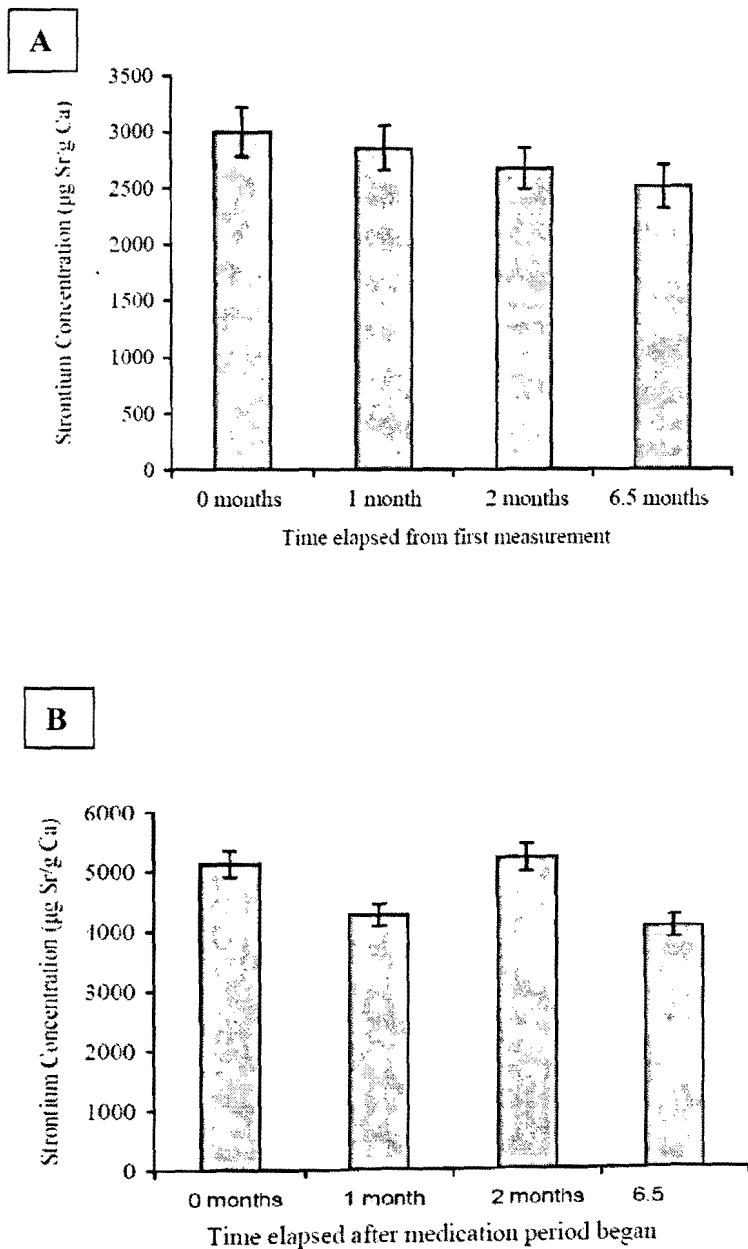 A
3500
3000
2500
2000
1500
1000
500
0
Strontium Concentration (µg Sr/g Ca)
0 months 1 month 2 months 6.5 months
Time elapsed from first measurement
B
6000
5000
4000
3000
2000
1000
0
Strontium Concentration (µg Sr/g Ca)
0 months 1 month 2 months 6.5
Time elapsed after medication period began